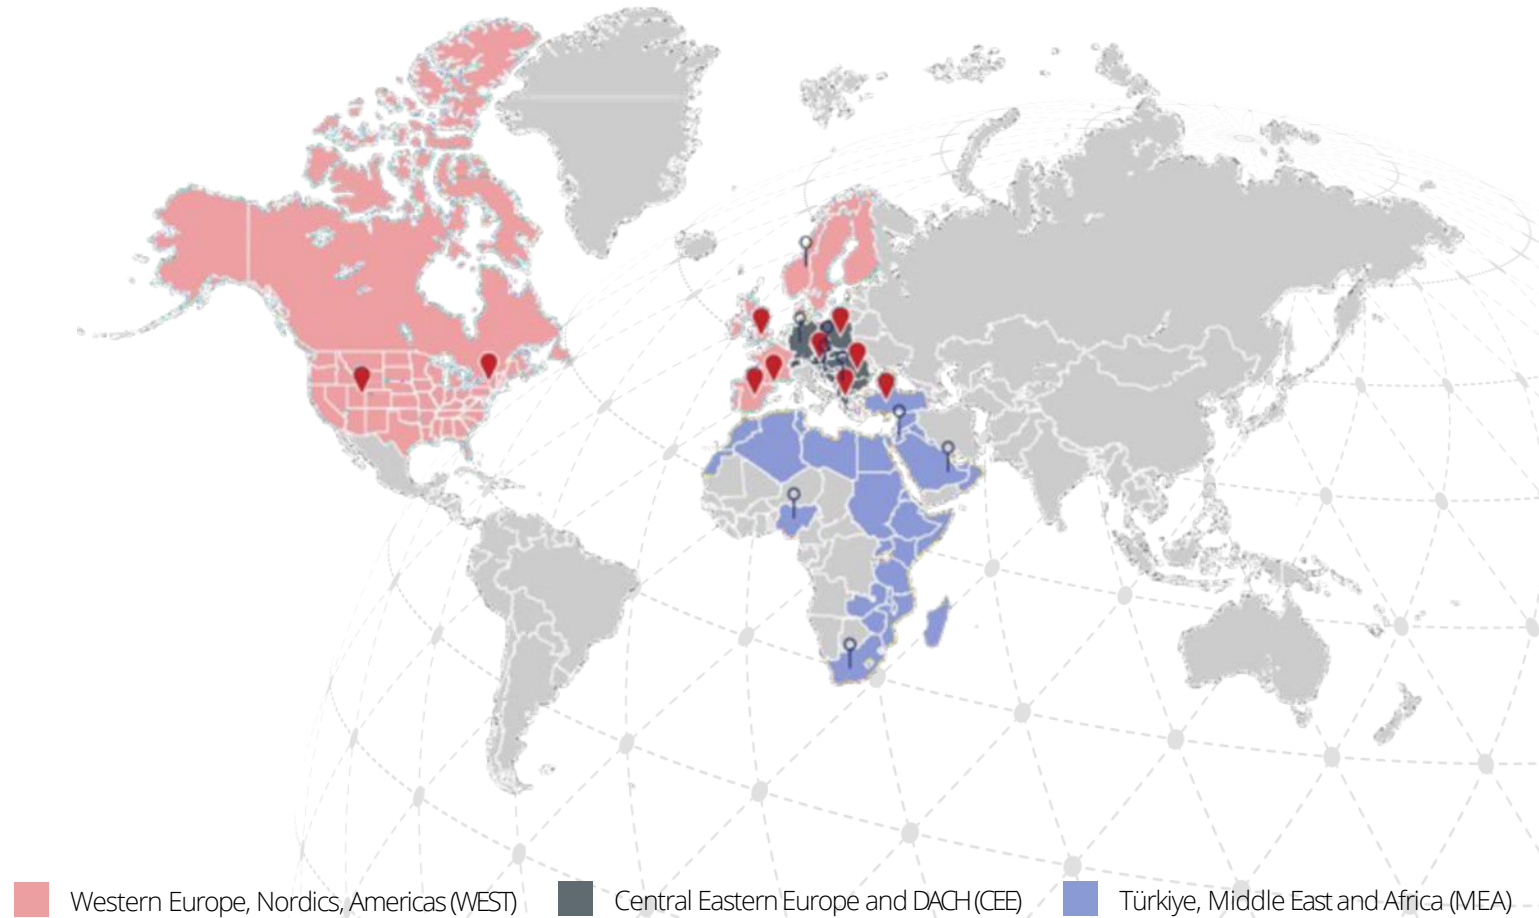 Western Europe, Nordics, Americas (WEST)
Central Eastern Europe and DACH (CEE)
Türkiye, Middle East and Africa (MEA)